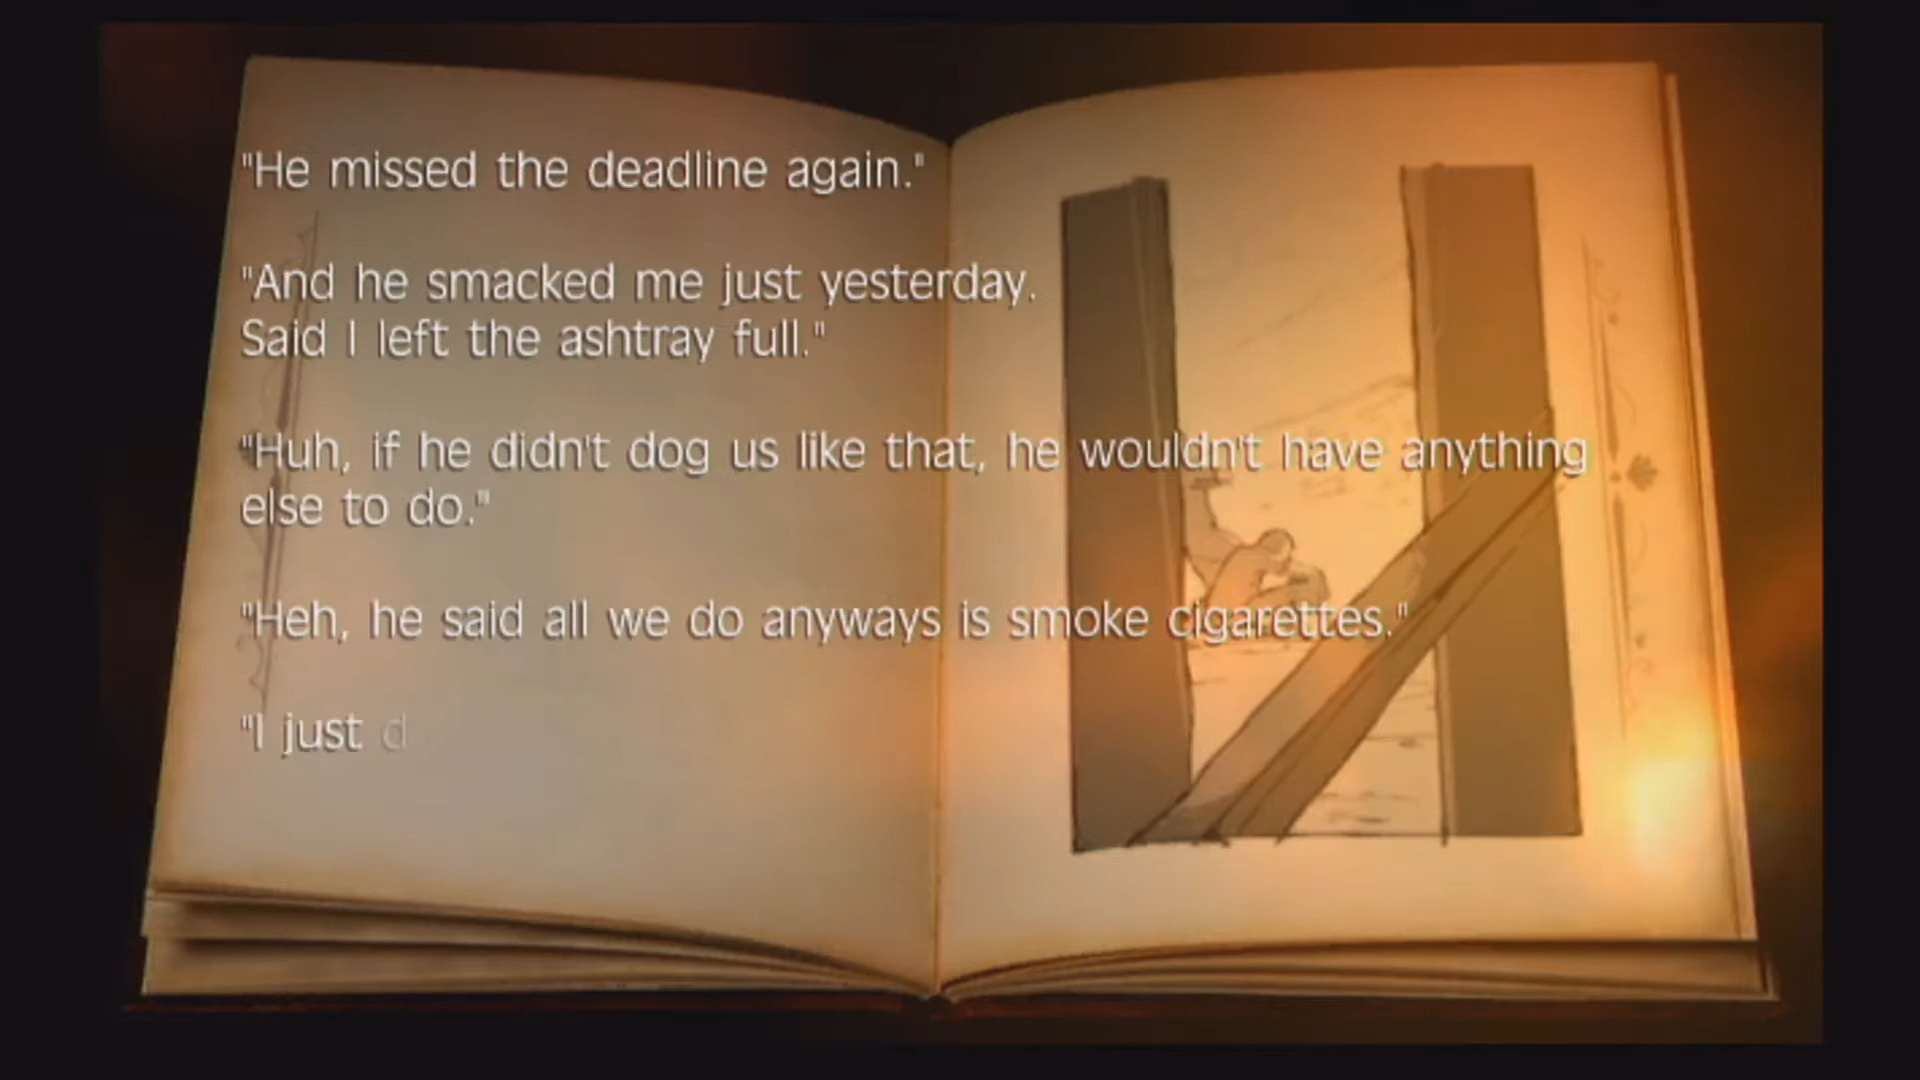 "He missed the deadline again."
"And he smacked me just yesterday.
Said I left the ashtray full."
"Huh, if he didn't dog us like that, he wouldn't have anything
else to do."
"Heh, he said all we do anyways is smoke cigarettes."
"I just d